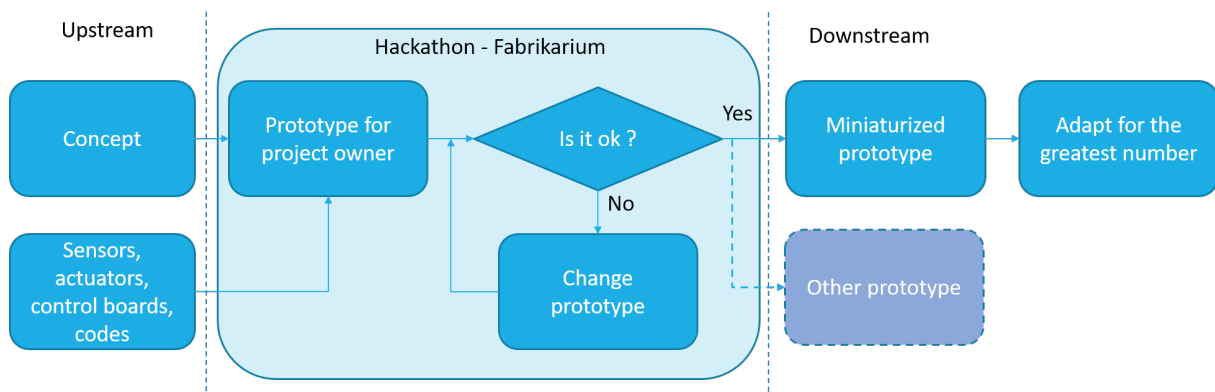 Upstream
Hackathon - Fabrikarium
Downstream
Concept
Prototype for
project owner
Is it ok ?
Yes
Miniaturized
prototype
Adapt for the
greatest number
No
Sensors,
actuators,
control boards,
codes
Change
prototype
Other prototype